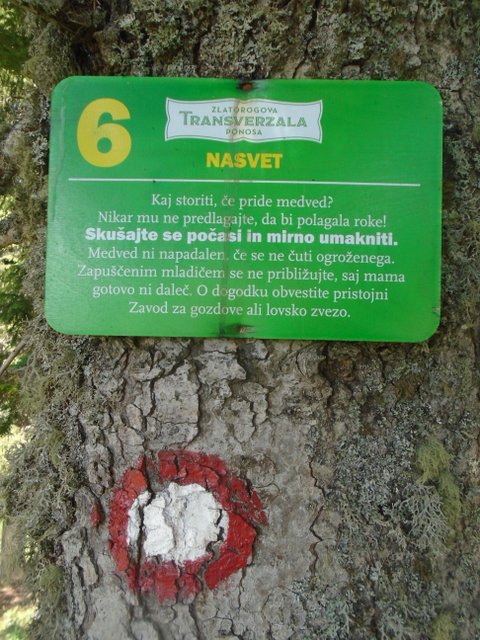 6
ZLATOROGOVA
TRANSVERZALA
PONOSA
NASVET
Kaj storiti, če pride medved?
Nikar mu ne predlagajte, da bi polagala roke!
Skušajte se počasi in mirno umakniti.
Medved ni napadalen, če se ne čuti ogroženega.
Zapuščenim mladičem se ne približujte, saj mama
gotovo ni daleč. O dogodku obvestite pristojni
Zavod za gozdove ali lovsko zvezo.